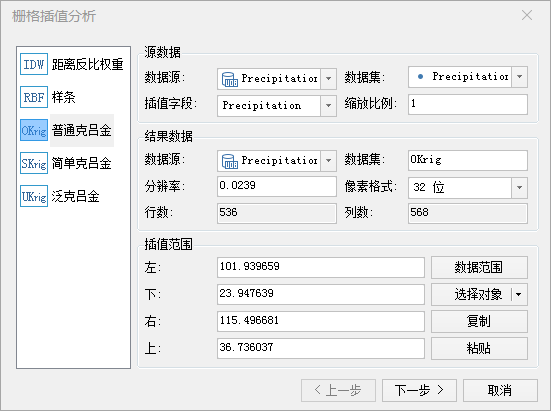 栅格插值分析
IDW 距离反比权重
RBF 样条
OKrig 普通克吕金
SKrig 简单克吕金
UKrig 泛克吕金
源数据
数据源: Precipitation 数据集: Precipitation
插值字段: Precipitation 缩放比例: 1
结果数据
数据源: Precipitation 数据集: OKrig
分辨率: 0.0239 像素格式: 32 位
行数: 536 列数: 568
插值范围
左: 101.939659 数据范围
下: 23.947639 选择对象
右: 115.496681 复制
上: 36.736037 粘贴
<上一步 下一步 > 取消